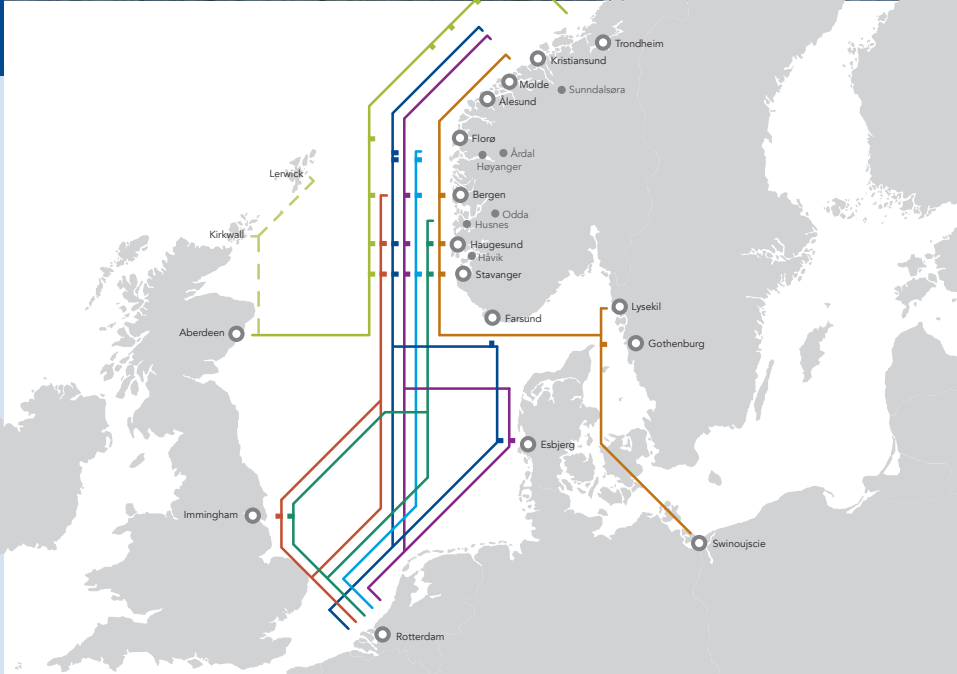 Trondheim
Kristiansund
Molde
Sunndalsøra
Ålesund
Florø
Årdal
Høyanger
Lerwick
Bergen
Odda
Husnes
Kirkwall
Haugesund
Håvik
Stavanger
Lysekil
Farsund
Aberdeen
Gothenburg
Esbjerg
Immingham
Swinoujscie
Rotterdam